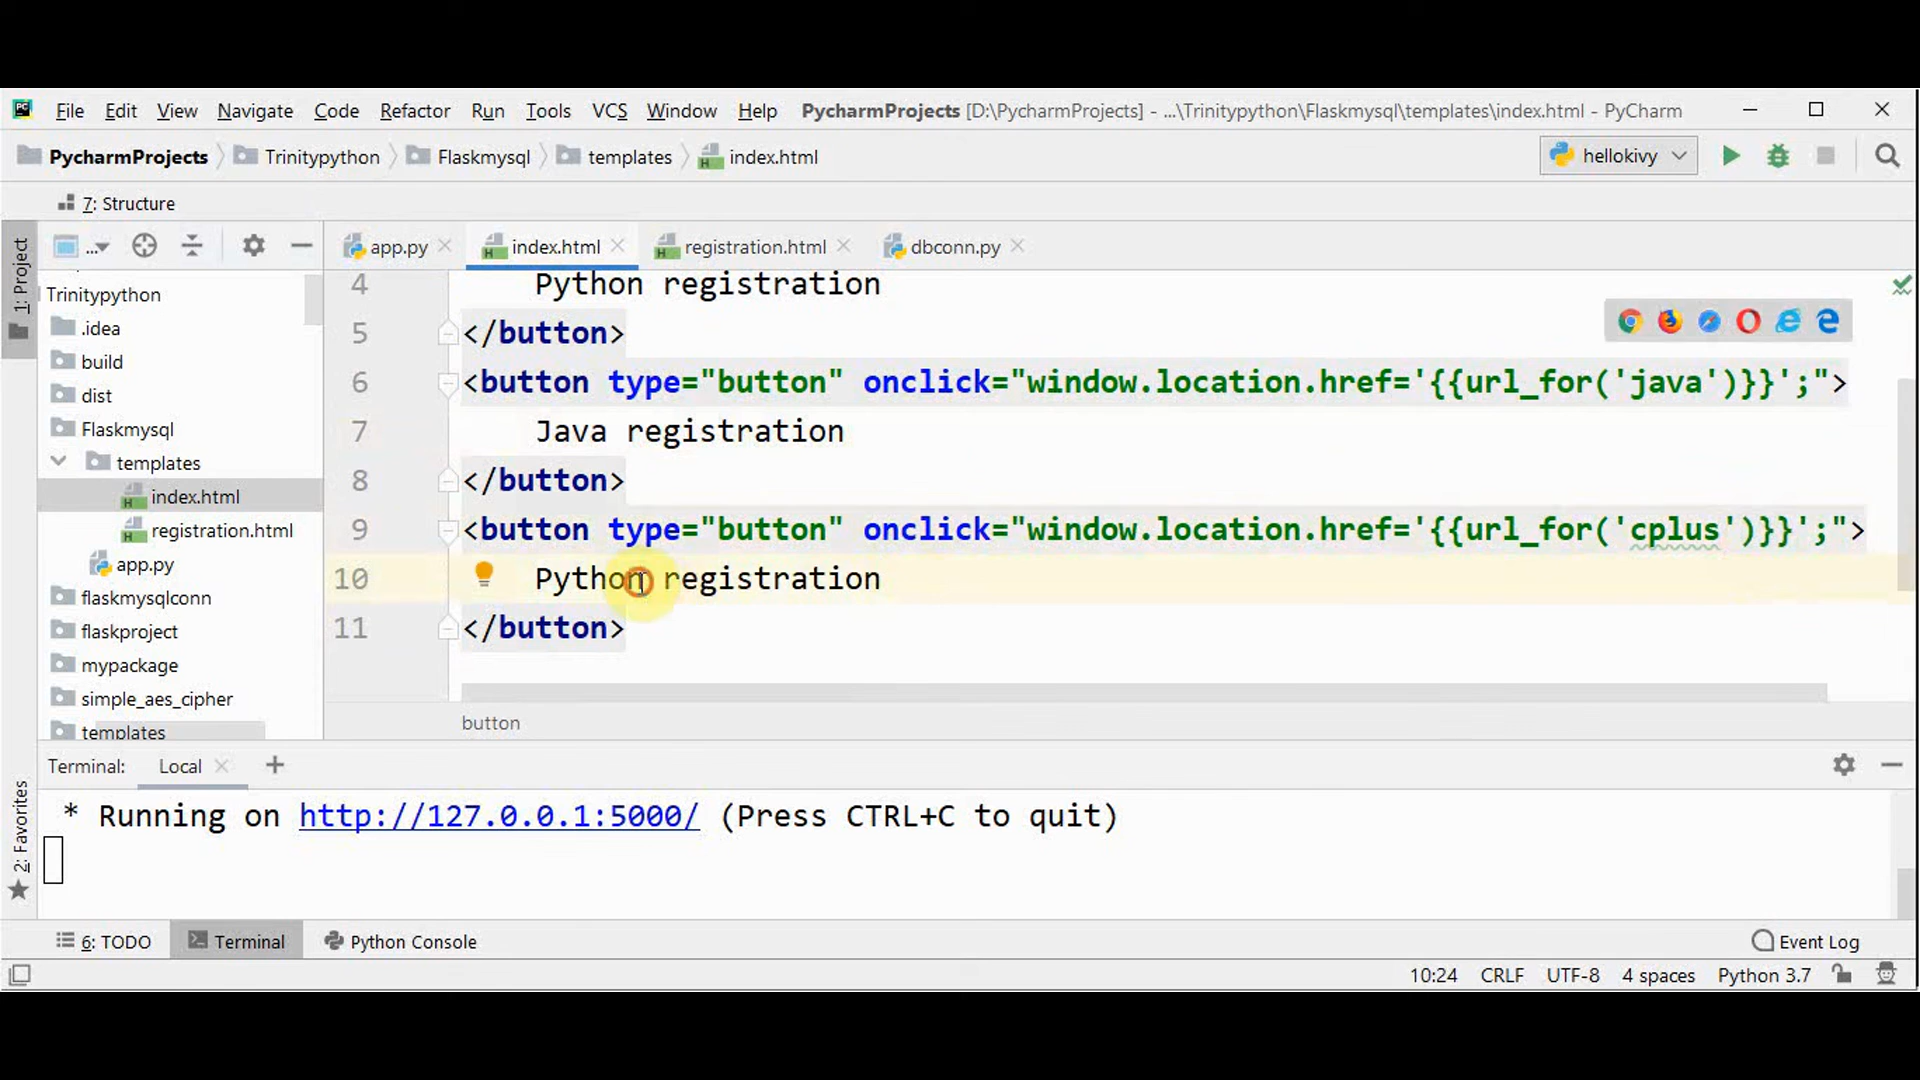 PC File Edit View Navigate Code Refactor Run Tools VCS Window Help PycharmProjects [D:\PycharmProjects] - ...\Trinitypython\Flaskmysql\templates\index.html - PyCharm
PycharmProjects Trinitypython Flaskmysql templates index.html hellokivy
7: Structure
1: Project
...
app.py index.html registration.html dbconn.py
Trinitypython
.idea
build
dist
Flaskmysql
templates
index.html
registration.html
app.py
flaskmysqlconn
flaskproject
mypackage
simple_aes_cipher
templates
4 Python registration
5 </button>
6 <button type="button" onclick="window.location.href='{{url_for('java')}}';">
7 Java registration
8 </button>
9 <button type="button" onclick="window.location.href='{{url_for('cplus')}}';">
10 Python registration
11 </button>
button
2: Favorites
Terminal: Local
* Running on http://127.0.0.1:5000/ (Press CTRL+C to quit)
6: TODO Terminal Python Console Event Log
10:24 CRLF UTF-8 4 spaces Python 3.7